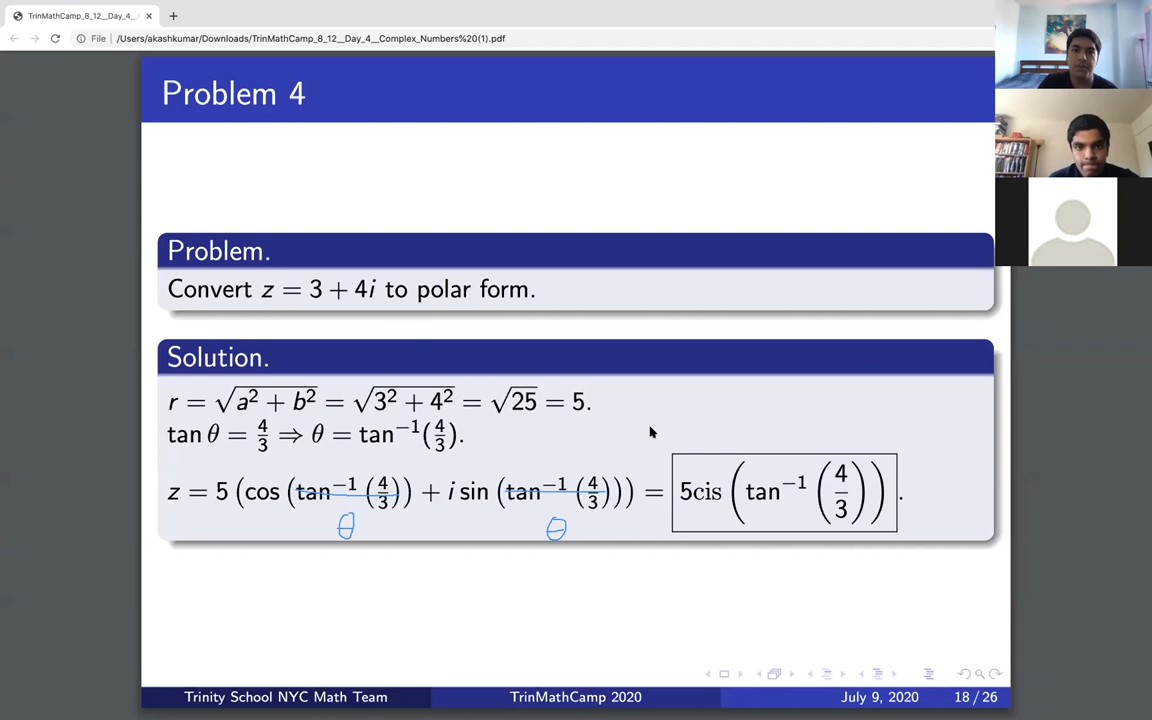 TrinMathCamp_8_12__Day_4_
File /Users/akashkumar/Downloads/TrinMathCamp_8_12__Day_4__Complex_Numbers%20(1).pdf
Problem 4
Problem.
Convert z = 3 + 4i to polar form.
Solution.
r = √(a² + b²) = √(3² + 4²) = √25 = 5.
tan θ = 4/3 ⇒ θ = tan⁻¹(4/3).
z = 5 (cos (tan⁻¹ (4/3)) + i sin (tan⁻¹ (4/3))) = 5cis (tan⁻¹ (4/3)).
θ θ
Trinity School NYC Math Team TrinMathCamp 2020 July 9, 2020 18 / 26